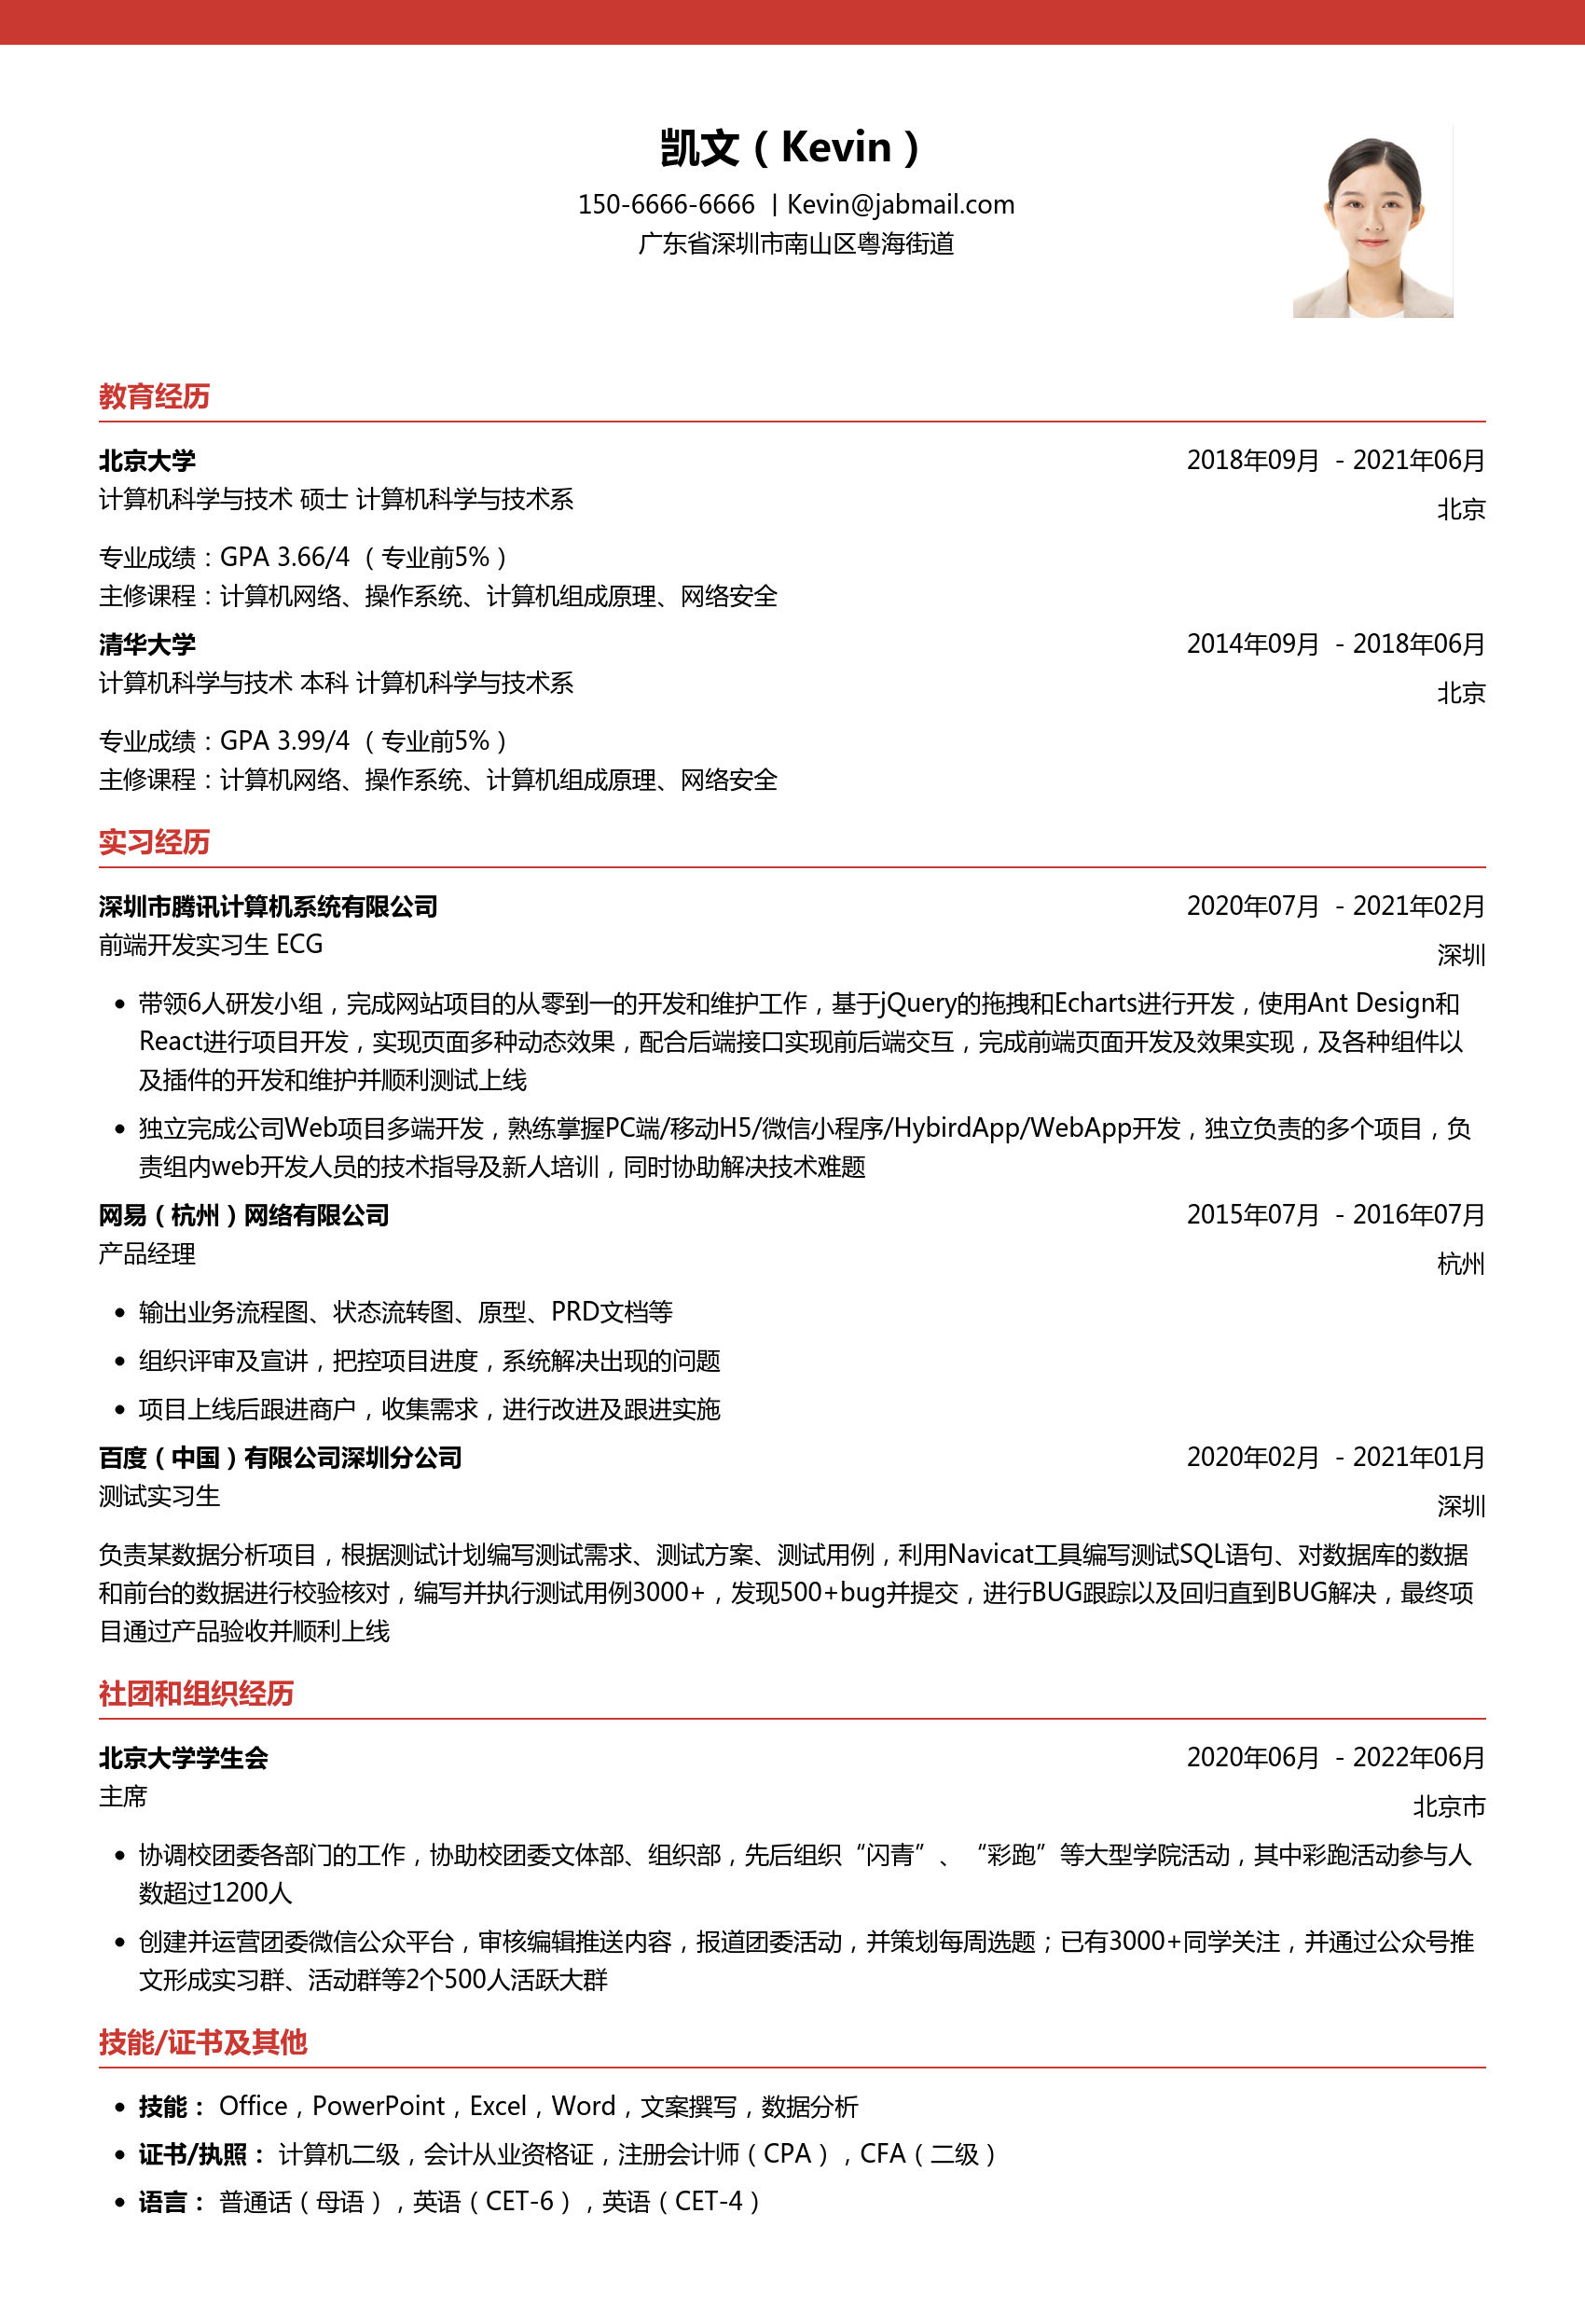 凯文（Kevin）
150-6666-6666 | Kevin@jabmail.com
广东省深圳市南山区粤海街道
教育经历
北京大学 2018年09月 - 2021年06月
计算机科学与技术 硕士 计算机科学与技术系 北京
专业成绩：GPA 3.66/4 （专业前5%）
主修课程：计算机网络、操作系统、计算机组成原理、网络安全
清华大学 2014年09月 - 2018年06月
计算机科学与技术 本科 计算机科学与技术系 北京
专业成绩：GPA 3.99/4 （专业前5%）
主修课程：计算机网络、操作系统、计算机组成原理、网络安全
实习经历
深圳市腾讯计算机系统有限公司 2020年07月 - 2021年02月
前端开发实习生 ECG 深圳
• 带领6人研发小组，完成网站项目的从零到一的开发和维护工作，基于jQuery的拖拽和Echarts进行开发，使用Ant Design和
React进行项目开发，实现页面多种动态效果，配合后端接口实现前后端交互，完成前端页面开发及效果实现，及各种组件以
及插件的开发和维护并顺利测试上线
• 独立完成公司Web项目多端开发，熟练掌握PC端/移动H5/微信小程序/HybirdApp/WebApp开发，独立负责的多个项目，负
责组内web开发人员的技术指导及新人培训，同时协助解决技术难题
网易（杭州）网络有限公司 2015年07月 - 2016年07月
产品经理 杭州
• 输出业务流程图、状态流转图、原型、PRD文档等
• 组织评审及宣讲，把控项目进度，系统解决出现的问题
• 项目上线后跟进商户，收集需求，进行改进及跟进实施
百度（中国）有限公司深圳分公司 2020年02月 - 2021年01月
测试实习生 深圳
负责某数据分析项目，根据测试计划编写测试需求、测试方案、测试用例，利用Navicat工具编写测试SQL语句、对数据库的数据
和前台的数据进行校验核对，编写并执行测试用例3000+，发现500+bug并提交，进行BUG跟踪以及回归直到BUG解决，最终项
目通过产品验收并顺利上线
社团和组织经历
北京大学学生会 2020年06月 - 2022年06月
主席 北京市
• 协调校团委各部门的工作，协助校团委文体部、组织部，先后组织“闪青”、“彩跑”等大型学院活动，其中彩跑活动参与人
数超过1200人
• 创建并运营团委微信公众平台，审核编辑推送内容，报道团委活动，并策划每周选题；已有3000+同学关注，并通过公众号推
文形成实习群、活动群等2个500人活跃大群
技能/证书及其他
• 技能： Office，PowerPoint，Excel，Word，文案撰写，数据分析
• 证书/执照： 计算机二级，会计从业资格证，注册会计师（CPA），CFA（二级）
• 语言： 普通话（母语），英语（CET-6），英语（CET-4）